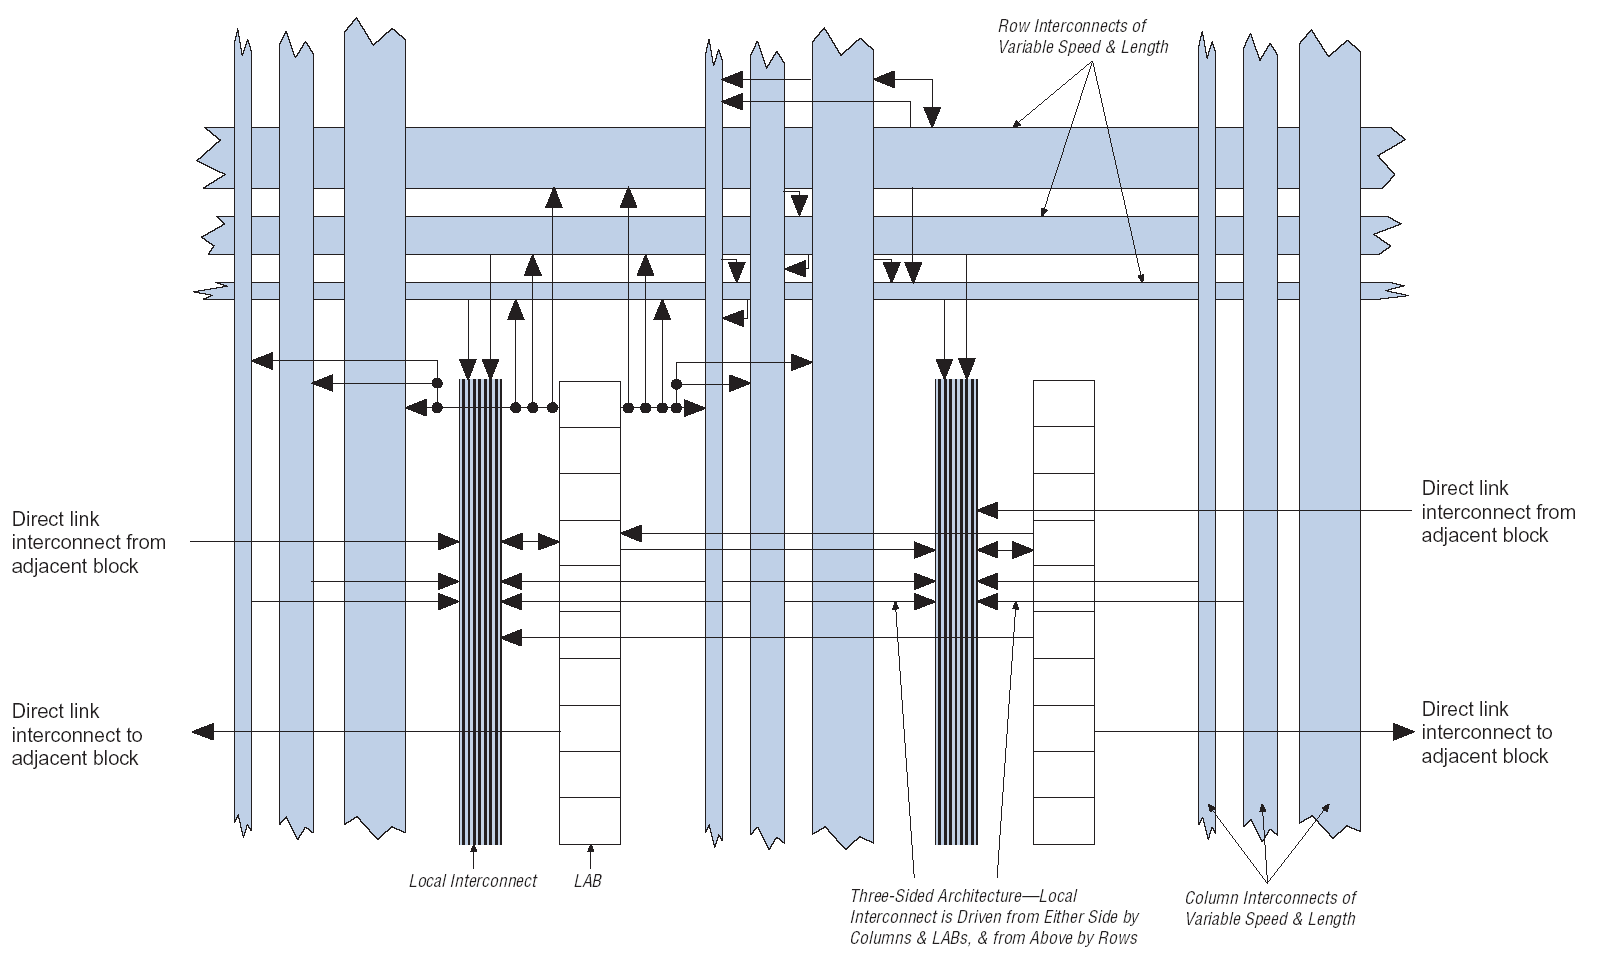 Row Interconnects of
Variable Speed & Length
Direct link
interconnect from
adjacent block
Direct link
interconnect from
adjacent block
Direct link
interconnect to
adjacent block
Direct link
interconnect to
adjacent block
Local Interconnect
LAB
Three-Sided Architecture—Local
Interconnect is Driven from Either Side by
Columns & LABs, & from Above by Rows
Column Interconnects of
Variable Speed & Length